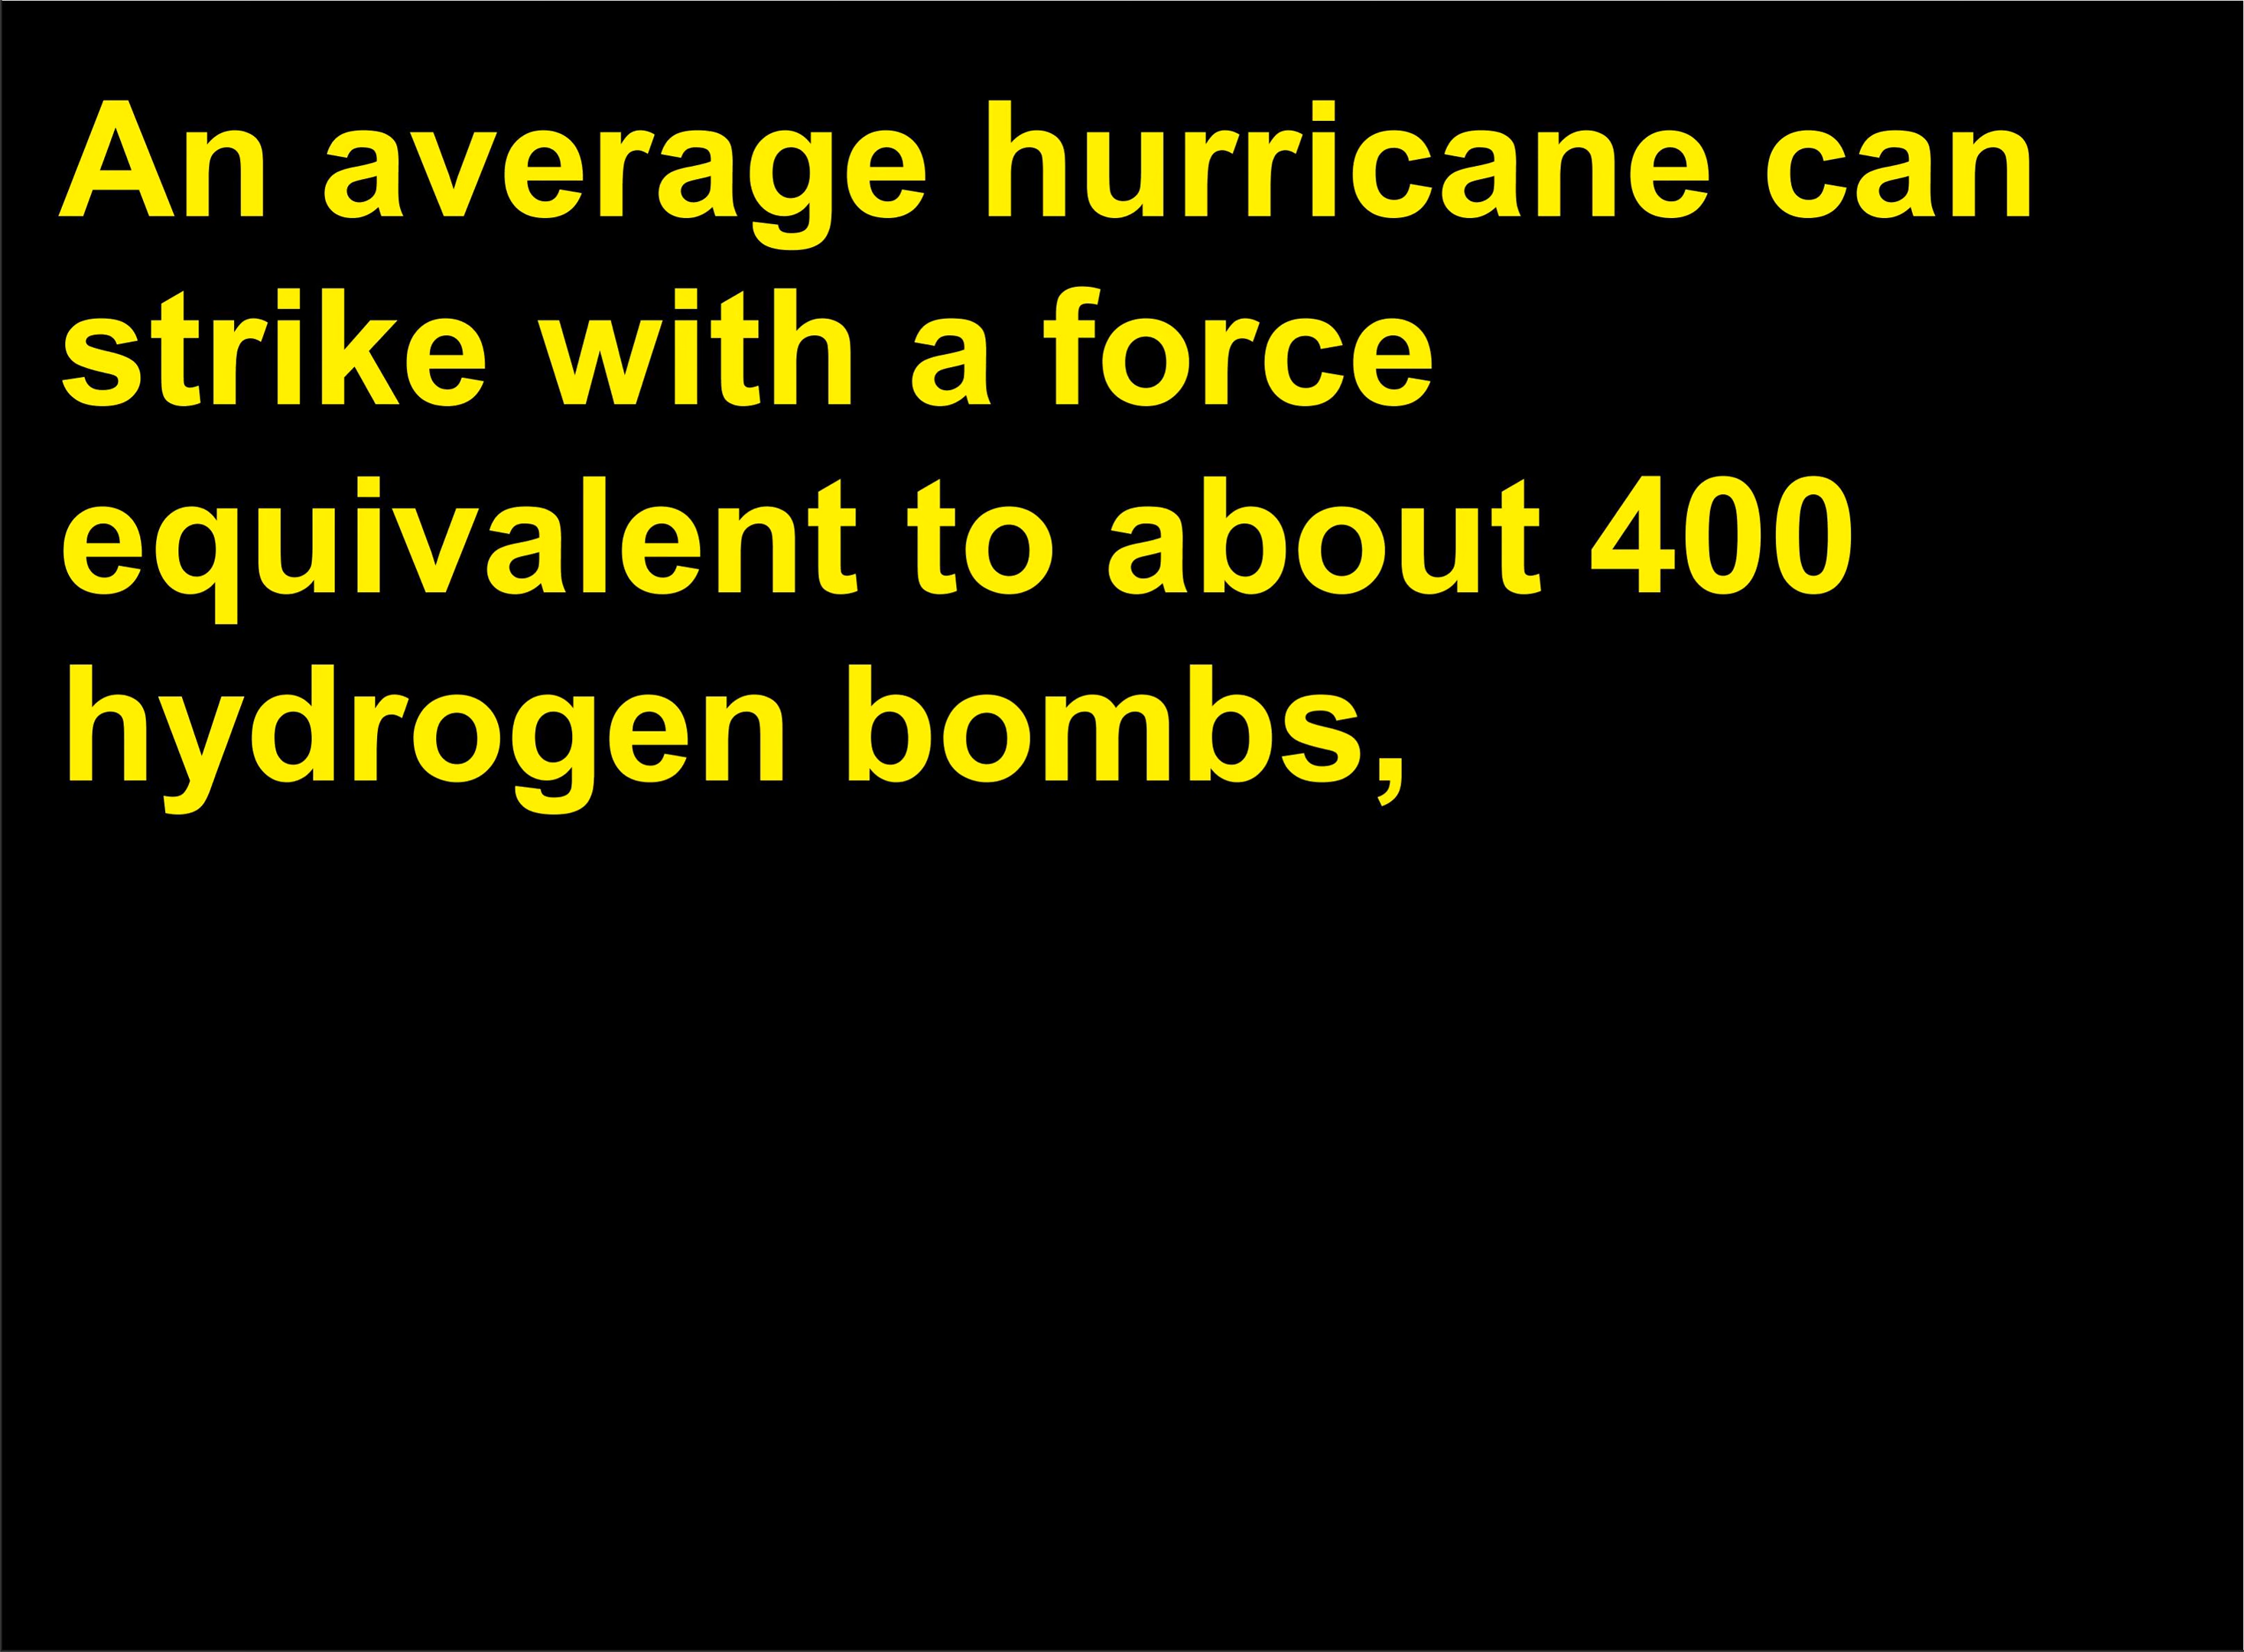 An average hurricane can
strike with a force
equivalent to about 400
hydrogen bombs,